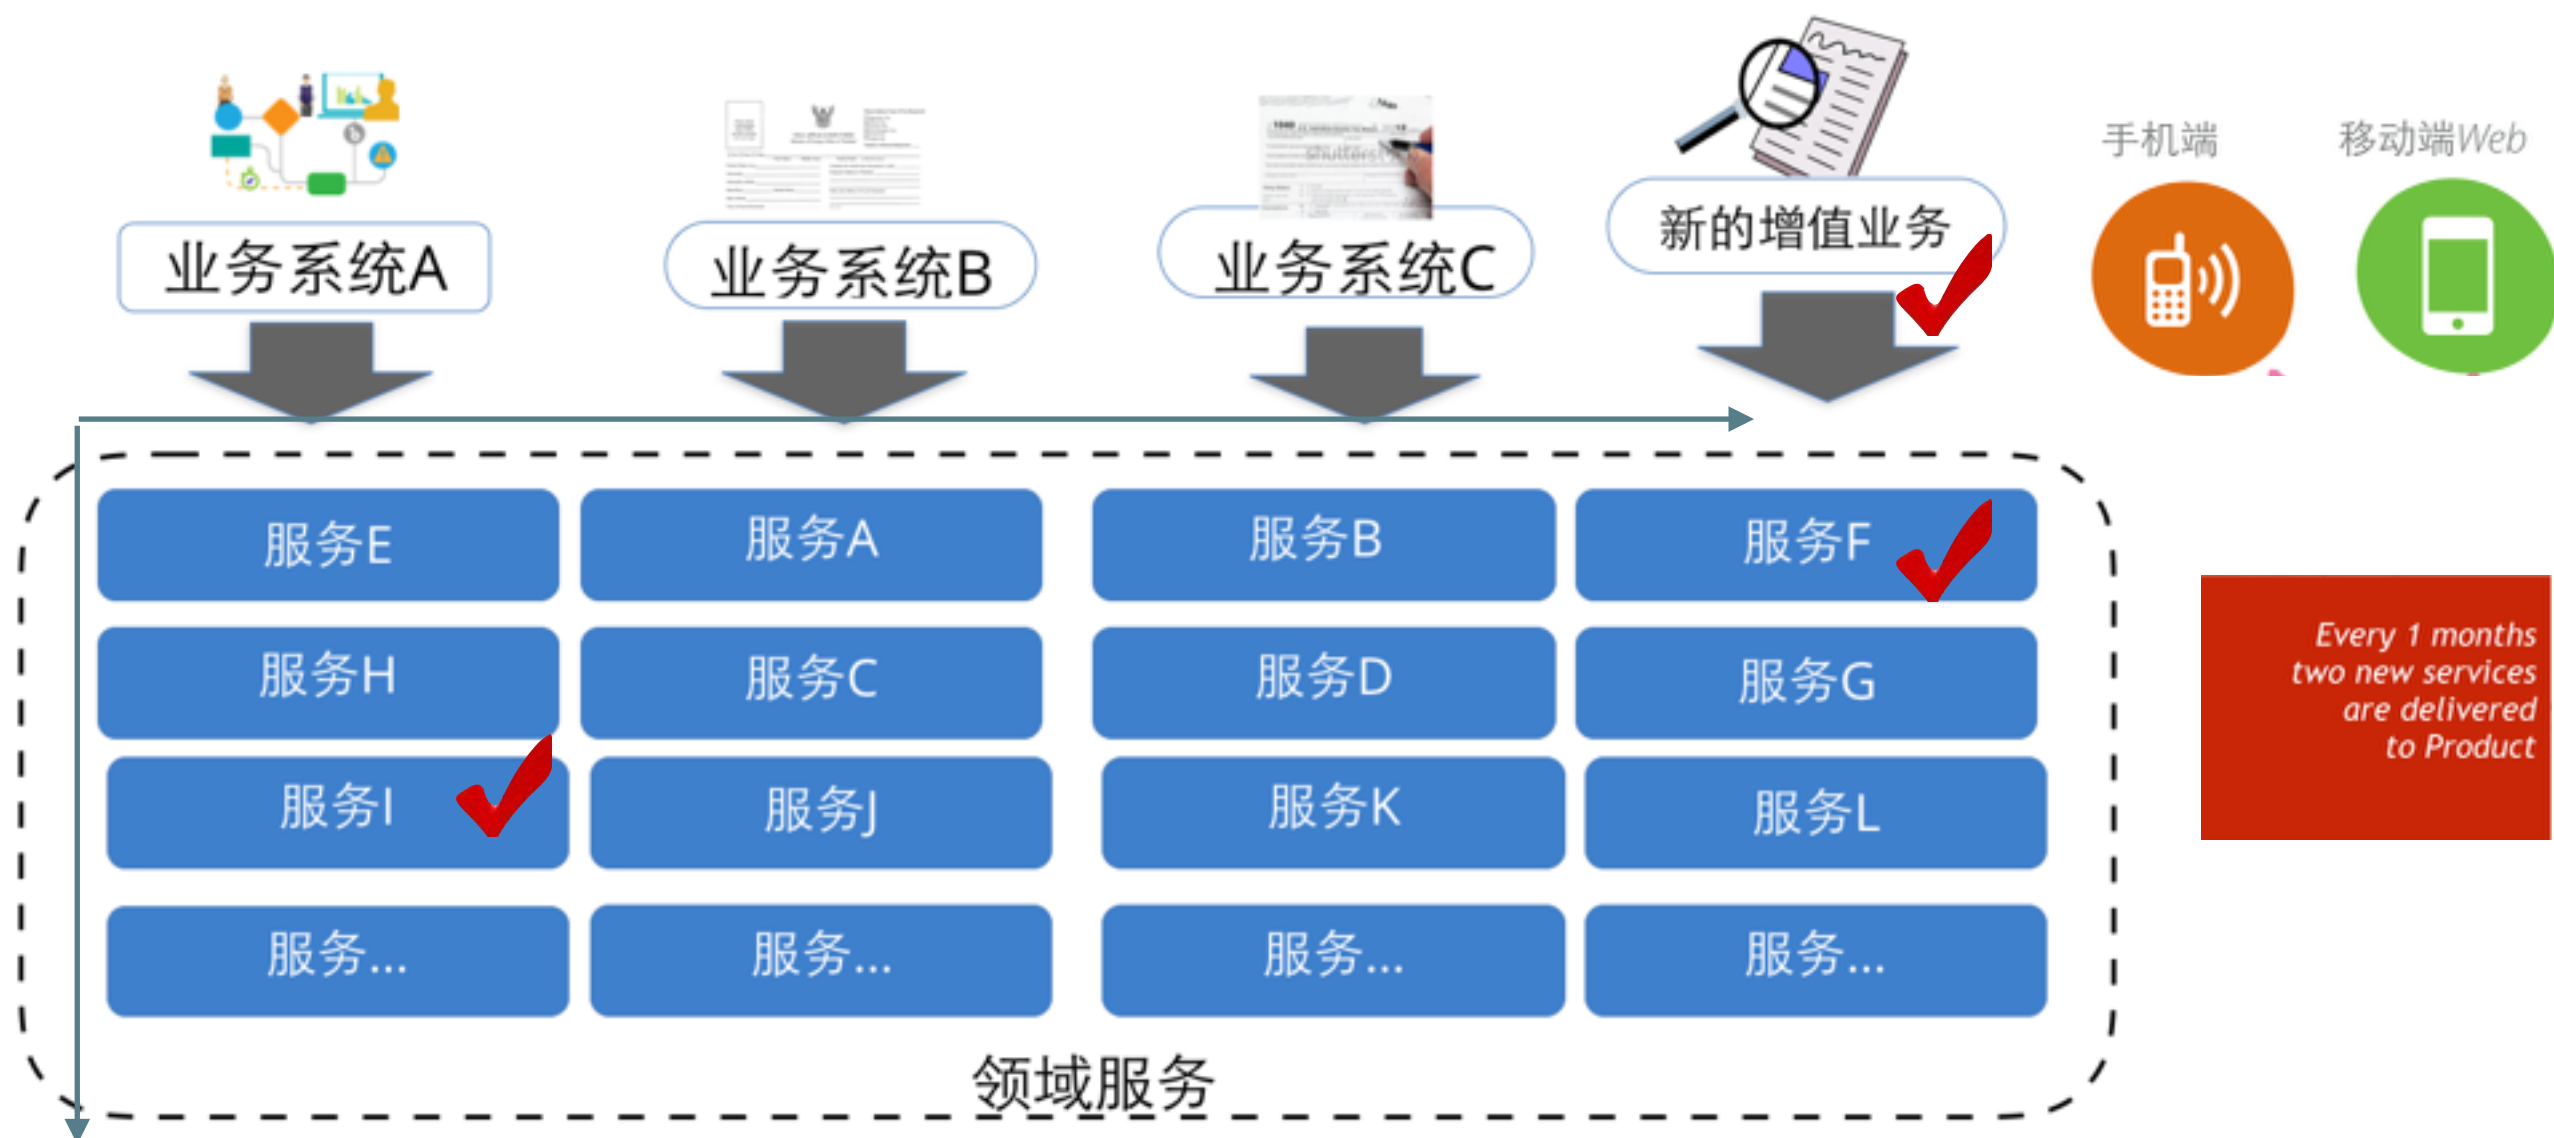 手机端
移动端Web
业务系统A
业务系统B
业务系统C
新的增值业务
服务E
服务A
服务B
服务F
服务H
服务C
服务D
服务G
服务I
服务J
服务K
服务L
服务...
服务...
服务...
服务...
领域服务
Every 1 months
two new services
are delivered
to Product